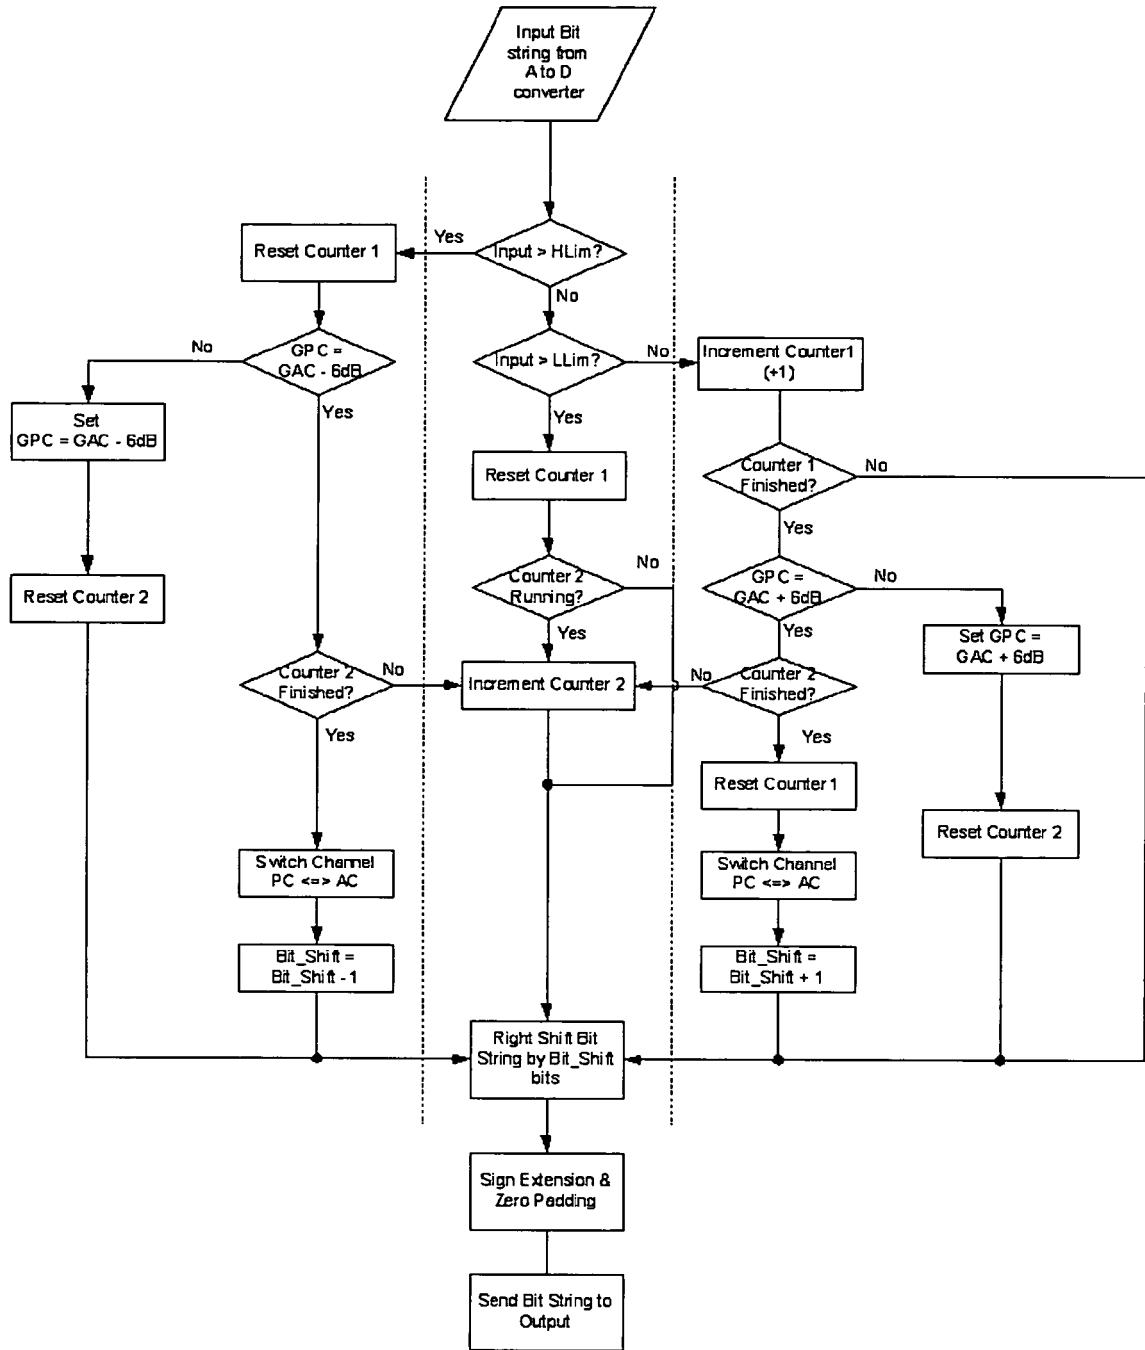 Input Bit
string from
A to D
converter
Input > HLim?
Yes
Reset Counter 1
No
GPC =
GAC - 6dB
No
Yes
Set
GPC = GAC - 6dB
Reset Counter 2
Input > LLim?
No
Increment Counter1
(+1)
Yes
Reset Counter 1
Counter 1
Finished?
No
Yes
Counter 2
Running?
No
Yes
GPC =
GAC + 6dB
No
Yes
Set GPC =
GAC + 6dB
Counter 2
Finished?
No
Yes
Increment Counter 2
Counter 2
Finished?
No
Yes
Reset Counter 1
Reset Counter 2
Switch Channel
PC <=> AC
Switch Channel
PC <=> AC
Bit_Shift =
Bit_Shift - 1
Bit_Shift =
Bit_Shift + 1
Right Shift Bit
String by Bit_Shift
bits
Sign Extension &
Zero Padding
Send Bit String to
Output